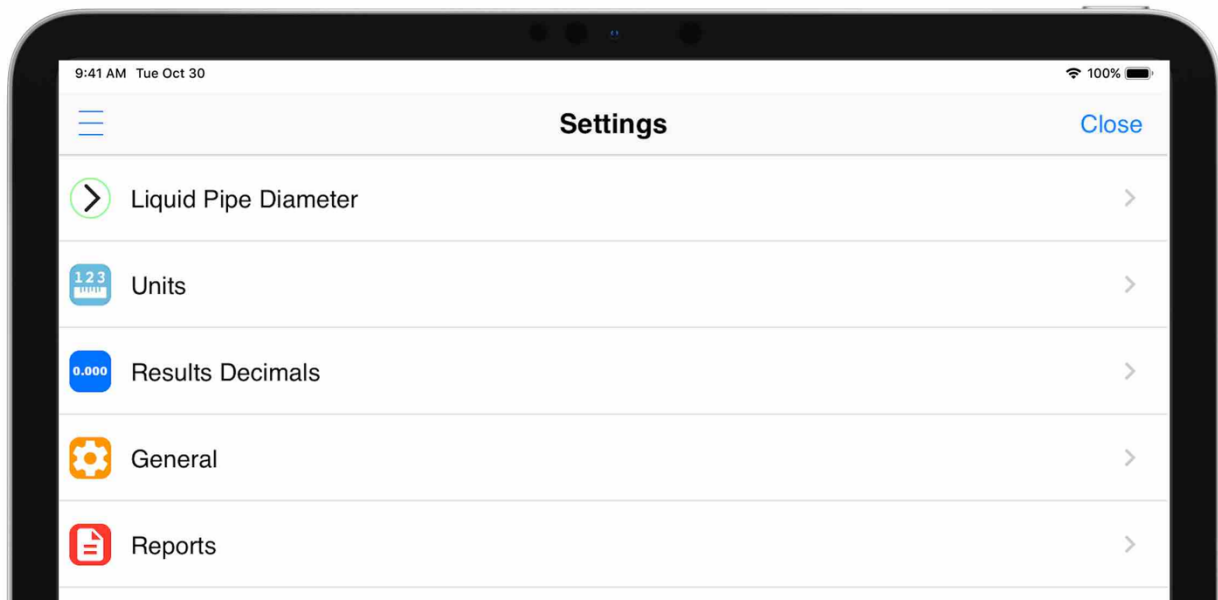 9:41 AM Tue Oct 30
100%
Settings
Close
Liquid Pipe Diameter
123
Units
0.000
Results Decimals
General
Reports